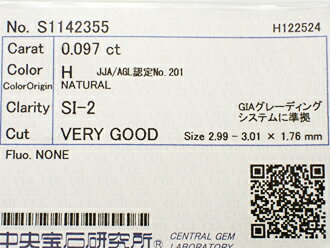 No. S1142355 H122524
Carat 0.097 ct
Color H JJA/AGL認定No.201
ColorOrigin NATURAL
Clarity SI-2 GIAグレーディング
システムに準拠
Cut VERY GOOD Size 2.99 - 3.01 × 1.76 mm
Fluo. NONE
中央宝石研究所® CENTRAL GEM
LABORATORY